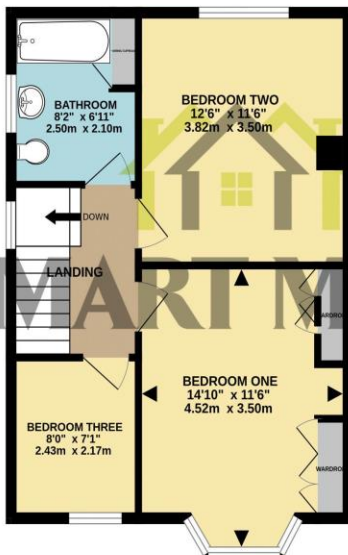 BATHROOM
8'2" x 6'11"
2.50m x 2.10m
BEDROOM TWO
12'6" x 11'6"
3.82m x 3.50m
DOWN
LANDING
MART M
BEDROOM ONE
14'10" x 11'6"
4.52m x 3.50m
WARDROBE
BEDROOM THREE
8'0" x 7'1"
2.43m x 2.17m